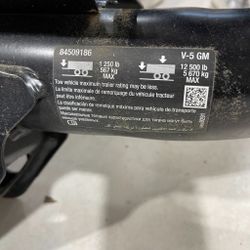 84509186
V-5 GM
1 250 lb
567 kg
MAX
12 500 lb
5 670 kg
MAX
Tow vehicle maximum trailer rating may be less.
La limite maximale de remorquage du véhicule tracteur
peut être inférieure.
La clasificación de remolque máxima para vehículo de transporte
puede ser menor.